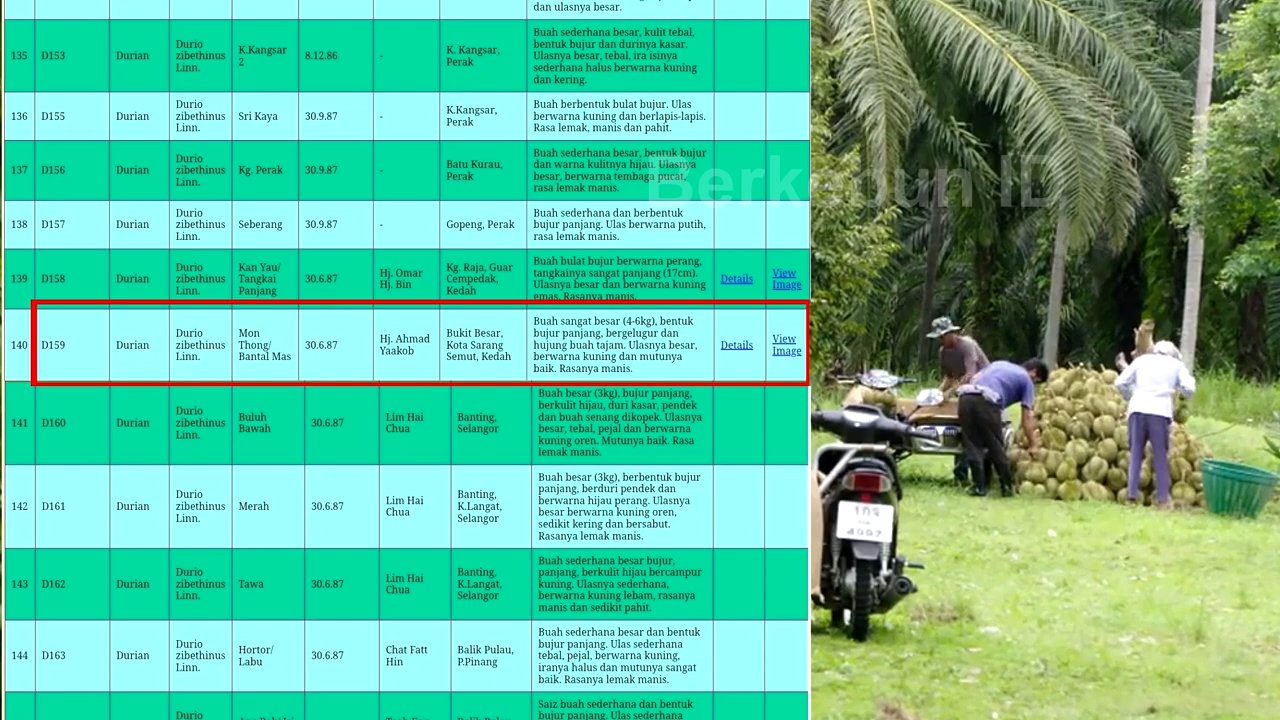 dan ulasnya besar.
135 D153 Durian Durio zibethinus Linn. K.Kangsar 2 8.12.86 - K. Kangsar, Perak Buah sederhana besar, kulit tebal, bentuk bujur dan durinya kasar. Ulasnya besar, tebal, ira isinya sederhana halus berwarna kuning dan kering.
136 D155 Durian Durio zibethinus Linn. Sri Kaya 30.9.87 - K.Kangsar, Perak Buah berbentuk bulat bujur. Ulas berwarna kuning dan berlapis-lapis. Rasa lemak, manis dan pahit.
137 D156 Durian Durio zibethinus Linn. Kg. Perak 30.9.87 - Batu Kurau, Perak Buah sederhana besar, bentuk bujur dan warna kulitnya hijau. Ulasnya besar, berwarna tembaga pucat, rasa lemak manis.
138 D157 Durian Durio zibethinus Linn. Seberang 30.9.87 - Gopeng, Perak Buah sederhana dan berbentuk bujur panjang. Ulas berwarna putih, rasa lemak manis.
139 D158 Durian Durio zibethinus Linn. Kan Yau/ Tangkai Panjang 30.6.87 Hj. Omar Hj. Bin Kg. Raja, Guar Cempedak, Kedah Buah bulat bujur berwarna perang, tangkainya sangat panjang (17cm). Ulasnya besar dan berwarna kuning emas. Rasanya manis. Details View Image
140 D159 Durian Durio zibethinus Linn. Mon Thong/ Bantal Mas 30.6.87 Hj. Ahmad Yaakob Bukit Besar, Kota Sarang Semut, Kedah Buah sangat besar (4-6kg), bentuk bujur panjang, bergelugur dan hujung buah tajam. Ulasnya besar, berwarna kuning dan mutunya baik. Rasanya manis. Details View Image
141 D160 Durian Durio zibethinus Linn. Buluh Bawah 30.6.87 Lim Hai Chua Banting, Selangor Buah besar (3kg), bujur panjang, berkulit hijau, duri kasar, pendek dan buah senang dikopek. Ulasnya besar, tebal, pejal dan berwarna kuning oren. Mutunya baik. Rasa lemak manis.
142 D161 Durian Durio zibethinus Linn. Merah 30.6.87 Lim Hai Chua Banting, K.Langat, Selangor Buah besar (3kg), berbentuk bujur panjang, berduri pendek dan berwarna hijau perang. Ulasnya besar berwarna kuning oren, sedikit kering dan bersabut. Rasanya lemak manis.
143 D162 Durian Durio zibethinus Linn. Tawa 30.6.87 Lim Hai Chua Banting, K.Langat, Selangor Buah sederhana besar bujur, panjang, berkulit hijau bercampur kuning. Ulasnya sederhana, berwarna kuning lebam, rasanya manis dan sedikit pahit.
144 D163 Durian Durio zibethinus Linn. Hortor/ Labu 30.6.87 Chat Fatt Hin Balik Pulau, P.Pinang Buah sederhana besar dan bentuk bujur panjang. Ulas sederhana tebal, pejal, berwarna kuning, iranya halus dan mutunya sangat baik. Rasanya lemak manis.
Durio Saiz buah sederhana dan bentuk bujur panjang. Ulas sederhana
Berkebun ID